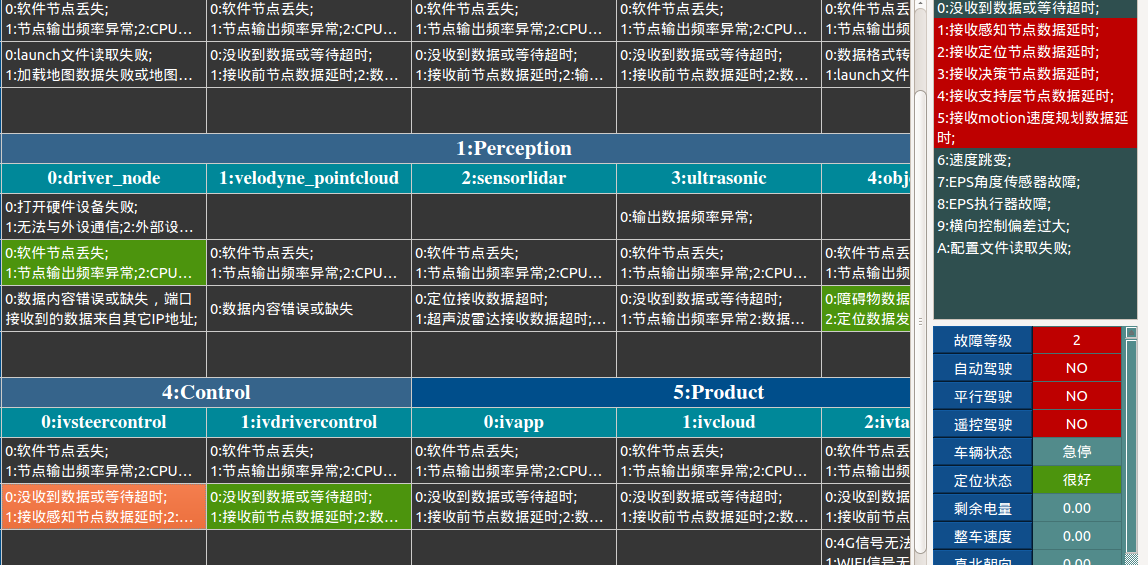 0:软件节点丢失;
1:节点输出频率异常;2:CPU…
0:软件节点丢失;
1:节点输出频率异常;2:CPU…
0:软件节点丢失;
1:节点输出频率异常;2:CPU…
0:软件节点丢失;
1:节点输出频率异常;2:CPU…
0:软件节点丢
1:节点输出频
0:launch文件读取失败;
1:加载地图数据失败或地图…
0:没收到数据或等待超时;
1:接收前节点数据延时;2:数…
0:没收到数据或等待超时;
1:接收前节点数据延时;2:输…
0:没收到数据或等待超时;
1:接收前节点数据延时;2:数…
0:数据格式转
1:launch文件
1:Perception
0:driver_node
1:velodyne_pointcloud
2:sensorlidar
3:ultrasonic
4:obj
0:打开硬件设备失败;
1:无法与外设通信;2:外部设…
0:输出数据频率异常;
0:软件节点丢失;
1:节点输出频率异常;2:CPU…
0:软件节点丢失;
1:节点输出频率异常;2:CPU…
0:软件节点丢失;
1:节点输出频率异常;2:CPU…
0:软件节点丢失;
1:节点输出频率异常;2:CPU…
0:软件节点丢
1:节点输出频
0:数据内容错误或缺失，端口
接收到的数据来自其它IP地址;
0:数据内容错误或缺失
0:定位接收数据超时;
1:超声波雷达接收数据超时;…
0:没收到数据或等待超时;
1:节点输出频率异常2:数据…
0:障碍物数据
2:定位数据发
4:Control
5:Product
0:ivsteercontrol
1:ivdrivercontrol
0:ivapp
1:ivcloud
2:ivta
0:软件节点丢失;
1:节点输出频率异常;2:CPU…
0:软件节点丢失;
1:节点输出频率异常;2:CPU…
0:软件节点丢失;
1:节点输出频率异常;2:CPU…
0:软件节点丢失;
1:节点输出频率异常;2:CPU…
0:软件节点丢
1:节点输出频
0:没收到数据或等待超时;
1:接收感知节点数据延时;2:…
0:没收到数据或等待超时;
1:接收前节点数据延时;2:数…
0:没收到数据或等待超时;
1:接收前节点数据延时;2:数…
0:没收到数据或等待超时;
1:接收前节点数据延时;2:数…
0:没收到数据
1:接收前节点
0:4G信号无法
1:WIFI信号无
0:没收到数据或等待超时;
1:接收感知节点数据延时;
2:接收定位节点数据延时;
3:接收决策节点数据延时;
4:接收支持层节点数据延时;
5:接收motion速度规划数据延
时;
6:速度跳变;
7:EPS角度传感器故障;
8:EPS执行器故障;
9:横向控制偏差过大;
A:配置文件读取失败;
故障等级 2
自动驾驶 NO
平行驾驶 NO
遥控驾驶 NO
车辆状态 急停
定位状态 很好
剩余电量 0.00
整车速度 0.00
真北朝向 0.00